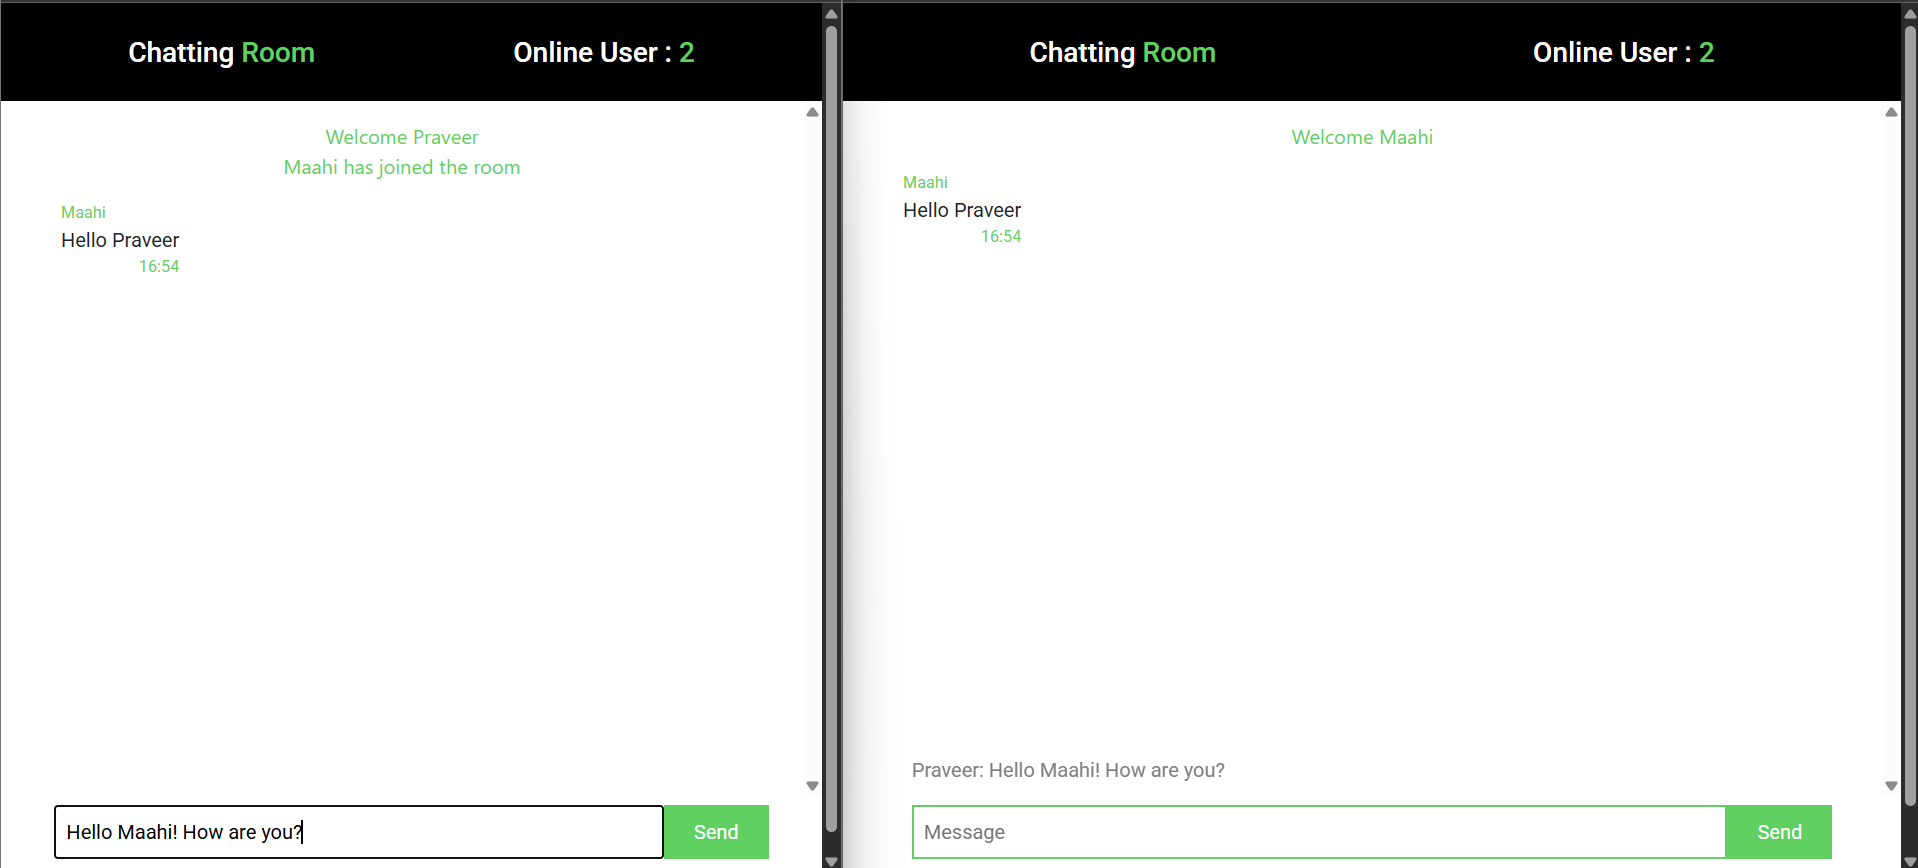 Chatting Room
Online User : 2
Welcome Praveer
Maahi has joined the room
Maahi
Hello Praveer
16:54
Hello Maahi! How are you?
Send
Chatting Room
Online User : 2
Welcome Maahi
Maahi
Hello Praveer
16:54
Praveer: Hello Maahi! How are you?
Message
Send